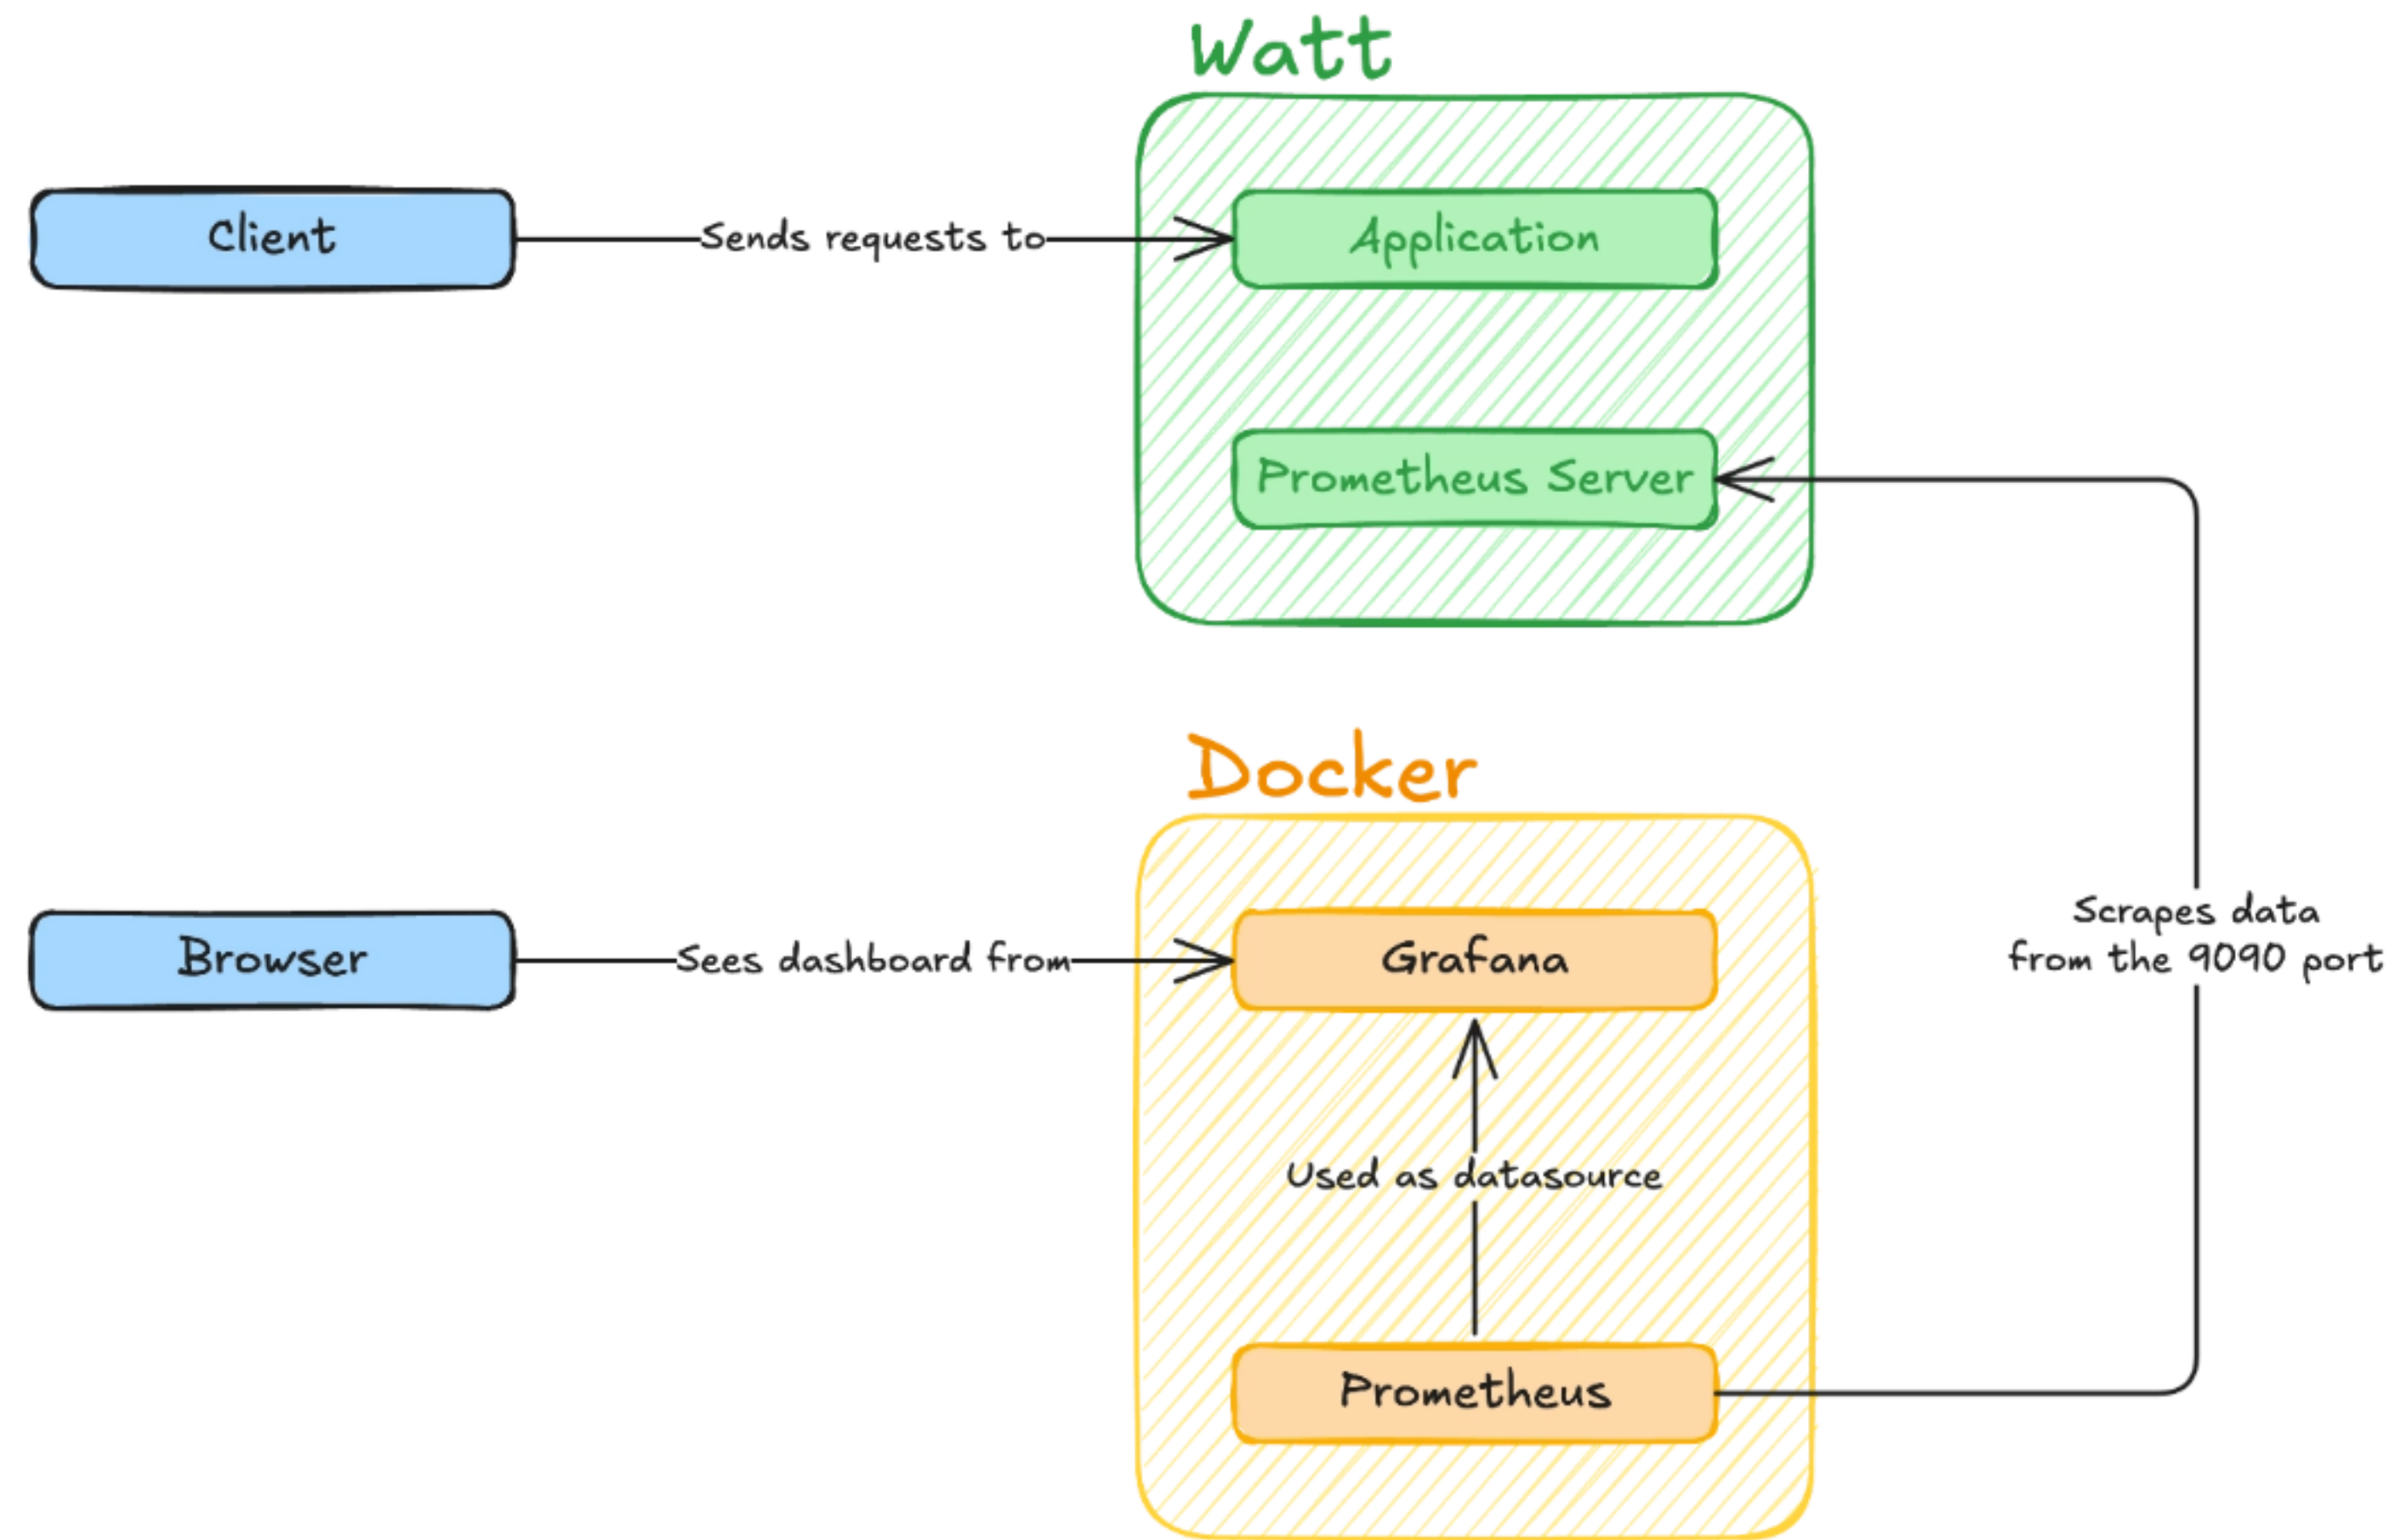 Watt
Client
Sends requests to
Application
Prometheus Server
Docker
Browser
Sees dashboard from
Grafana
Scrapes data
from the 9090 port
Used as datasource
Prometheus